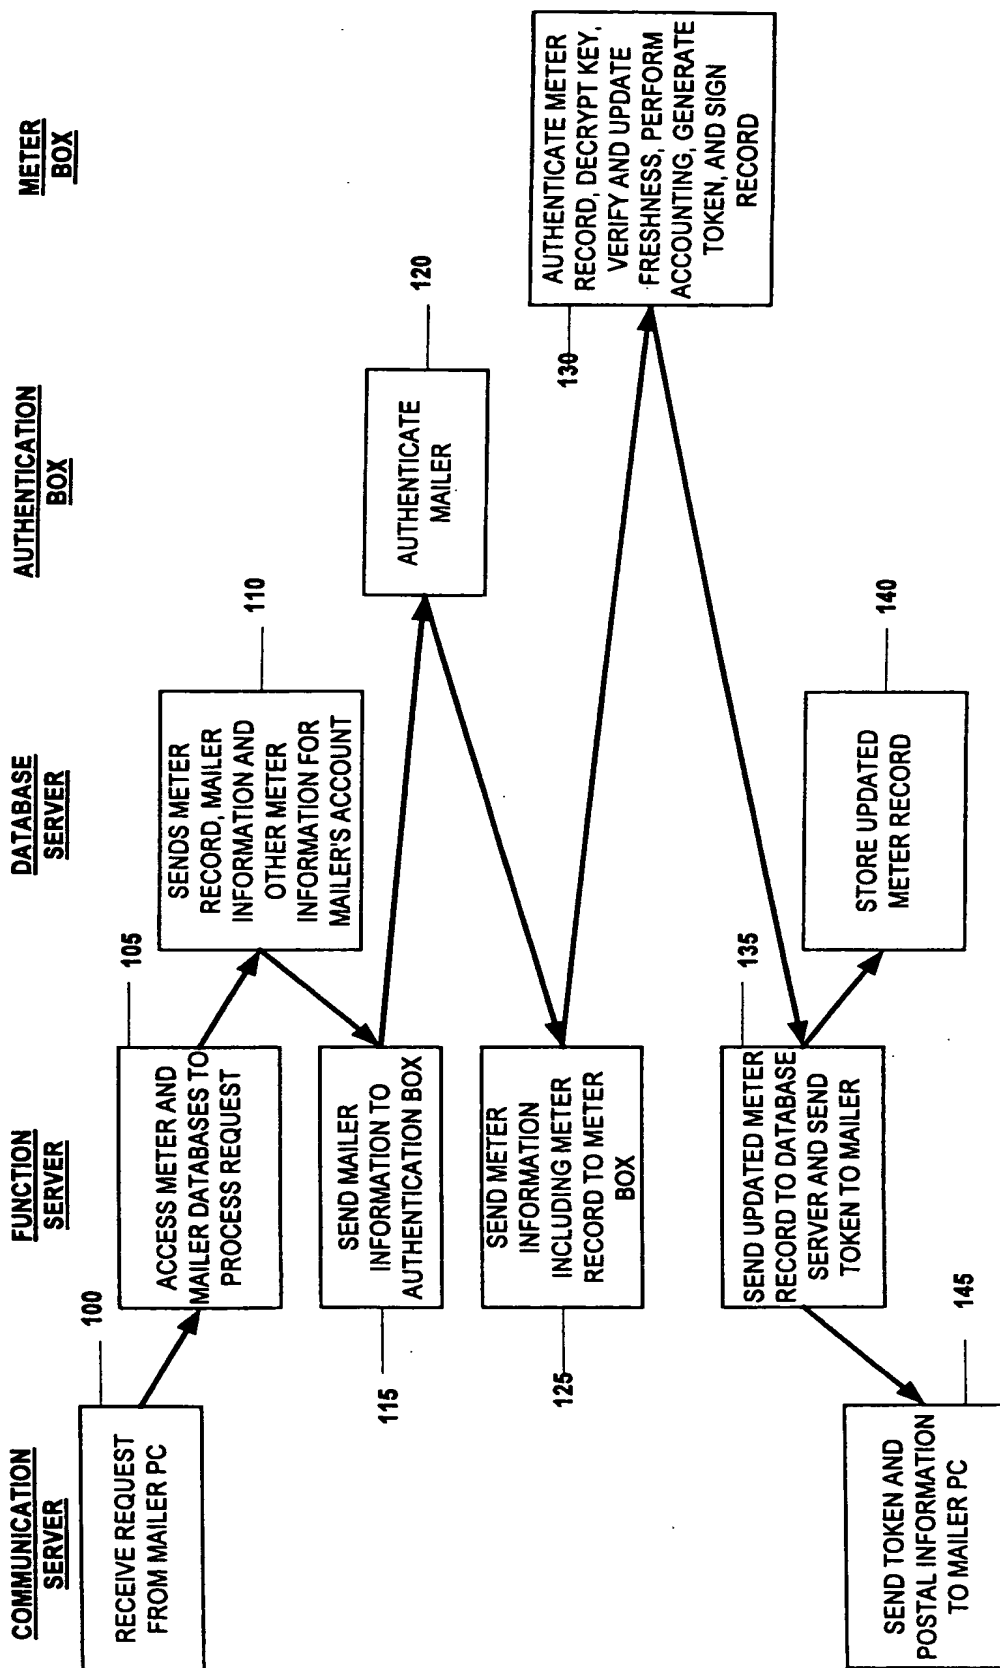 COMMUNICATION
SERVER
FUNCTION
SERVER
DATABASE
SERVER
AUTHENTICATION
BOX
METER
BOX
100
RECEIVE REQUEST
FROM MAILER PC
105
ACCESS METER AND
MAILER DATABASES TO
PROCESS REQUEST
110
SENDS METER
RECORD, MAILER
INFORMATION AND
OTHER METER
INFORMATION FOR
MAILER'S ACCOUNT
115
SEND MAILER
INFORMATION TO
AUTHENTICATION BOX
120
AUTHENTICATE
MAILER
125
SEND METER
INFORMATION
INCLUDING METER
RECORD TO METER
BOX
130
AUTHENTICATE METER
RECORD, DECRYPT KEY,
VERIFY AND UPDATE
FRESHNESS, PERFORM
ACCOUNTING, GENERATE
TOKEN, AND SIGN
RECORD
135
SEND UPDATED METER
RECORD TO DATABASE
SERVER AND SEND
TOKEN TO MAILER
140
STORE UPDATED
METER RECORD
145
SEND TOKEN AND
POSTAL INFORMATION
TO MAILER PC